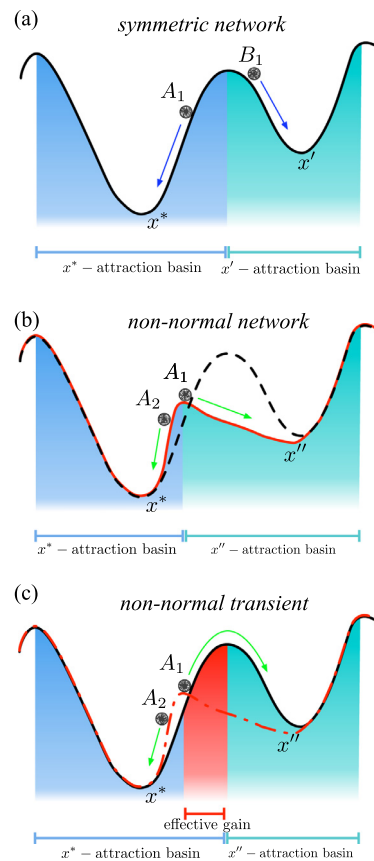 (a)
symmetric network
A₁
B₁
x*
x′
x* − attraction basin
x′ − attraction basin
(b)
non-normal network
A₁
A₂
x*
x″
x* − attraction basin
x″ − attraction basin
(c)
non-normal transient
A₁
A₂
x*
x″
effective gain
x* − attraction basin
x″ − attraction basin